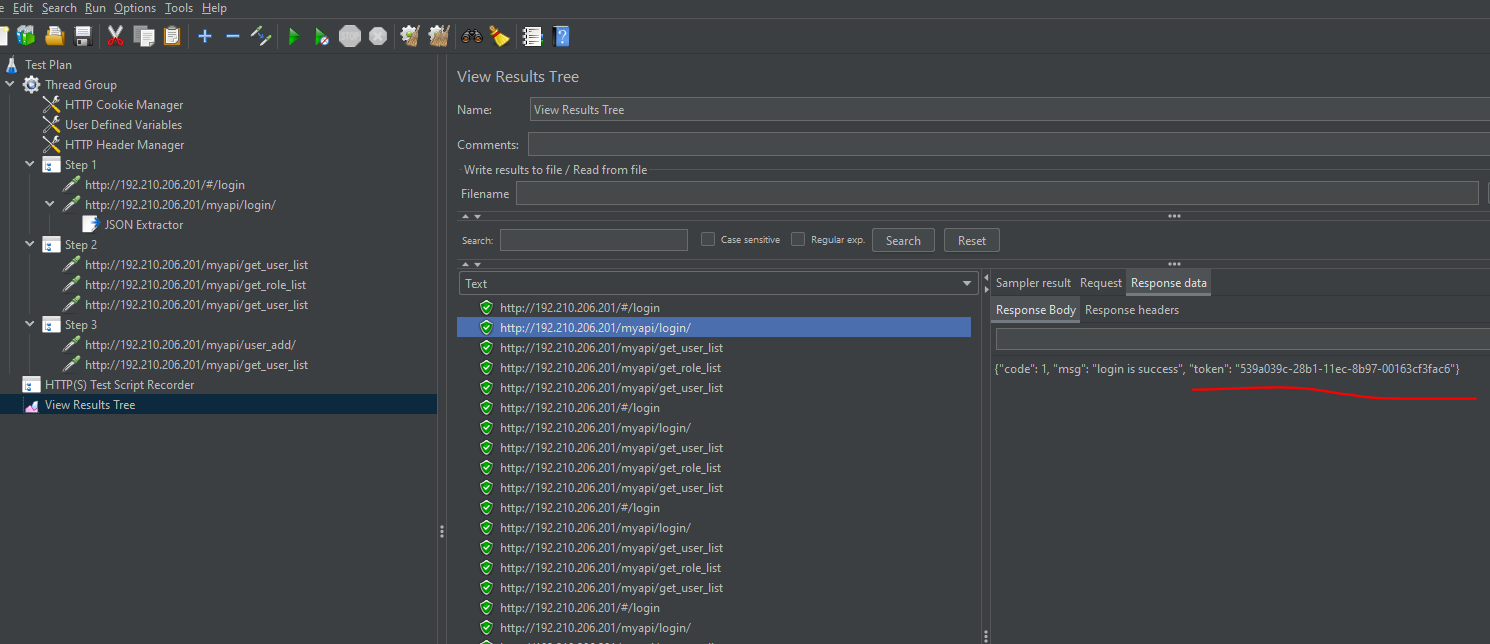 e Edit Search Run Options Tools Help
Test Plan
Thread Group
HTTP Cookie Manager
User Defined Variables
HTTP Header Manager
Step 1
http://192.210.206.201/#/login
http://192.210.206.201/myapi/login/
JSON Extractor
Step 2
http://192.210.206.201/myapi/get_user_list
http://192.210.206.201/myapi/get_role_list
http://192.210.206.201/myapi/get_user_list
Step 3
http://192.210.206.201/myapi/user_add/
http://192.210.206.201/myapi/get_user_list
HTTP(S) Test Script Recorder
View Results Tree
View Results Tree
Name: View Results Tree
Comments:
Write results to file / Read from file
Filename
Search: Case sensitive Regular exp. Search Reset
Text
http://192.210.206.201/#/login
http://192.210.206.201/myapi/login/
http://192.210.206.201/myapi/get_user_list
http://192.210.206.201/myapi/get_role_list
http://192.210.206.201/myapi/get_user_list
http://192.210.206.201/#/login
http://192.210.206.201/myapi/login/
http://192.210.206.201/myapi/get_user_list
http://192.210.206.201/myapi/get_role_list
http://192.210.206.201/myapi/get_user_list
http://192.210.206.201/#/login
http://192.210.206.201/myapi/login/
http://192.210.206.201/myapi/get_user_list
http://192.210.206.201/myapi/get_role_list
http://192.210.206.201/myapi/get_user_list
http://192.210.206.201/#/login
http://192.210.206.201/myapi/login/
Sampler result Request Response data
Response Body Response headers
{"code": 1, "msg": "login is success", "token": "539a039c-28b1-11ec-8b97-00163cf3fac6"}